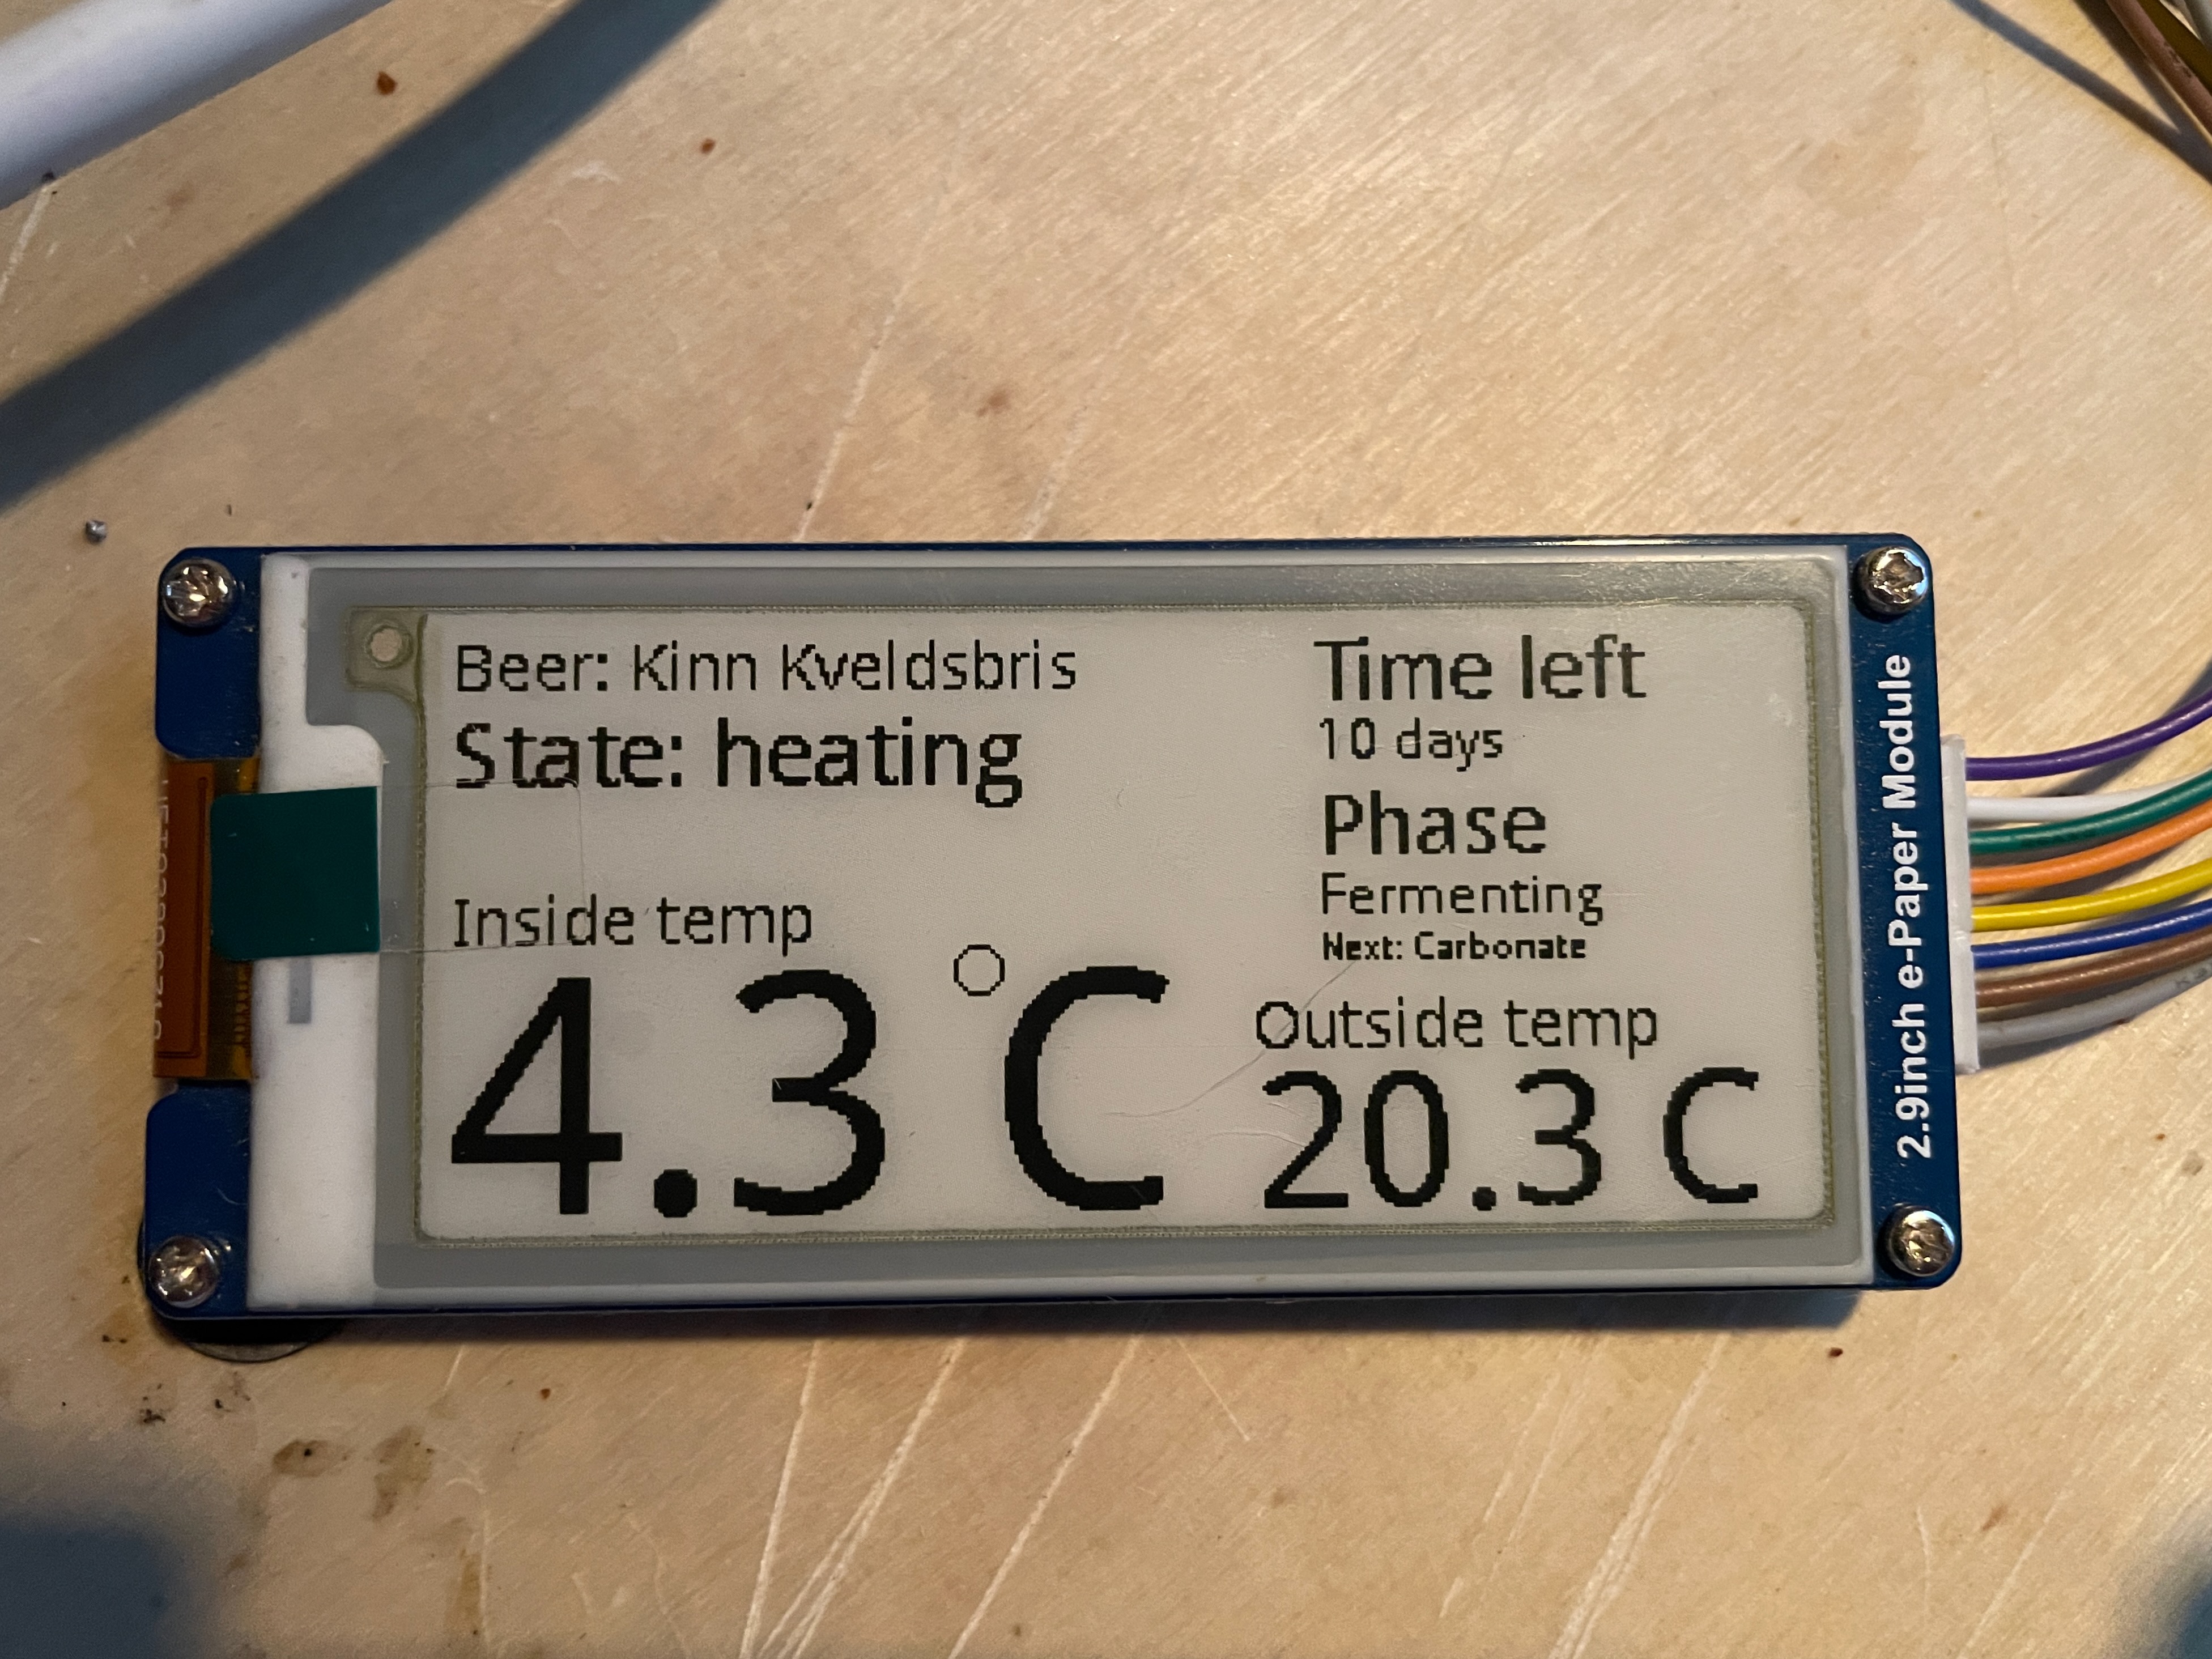 Beer: Kinn Kveldsbris
State: heating
Inside temp
4.3 °C
Time left
10 days
Phase
Fermenting
Next: Carbonate
Outside temp
20.3 C
2.9inch e-Paper Module